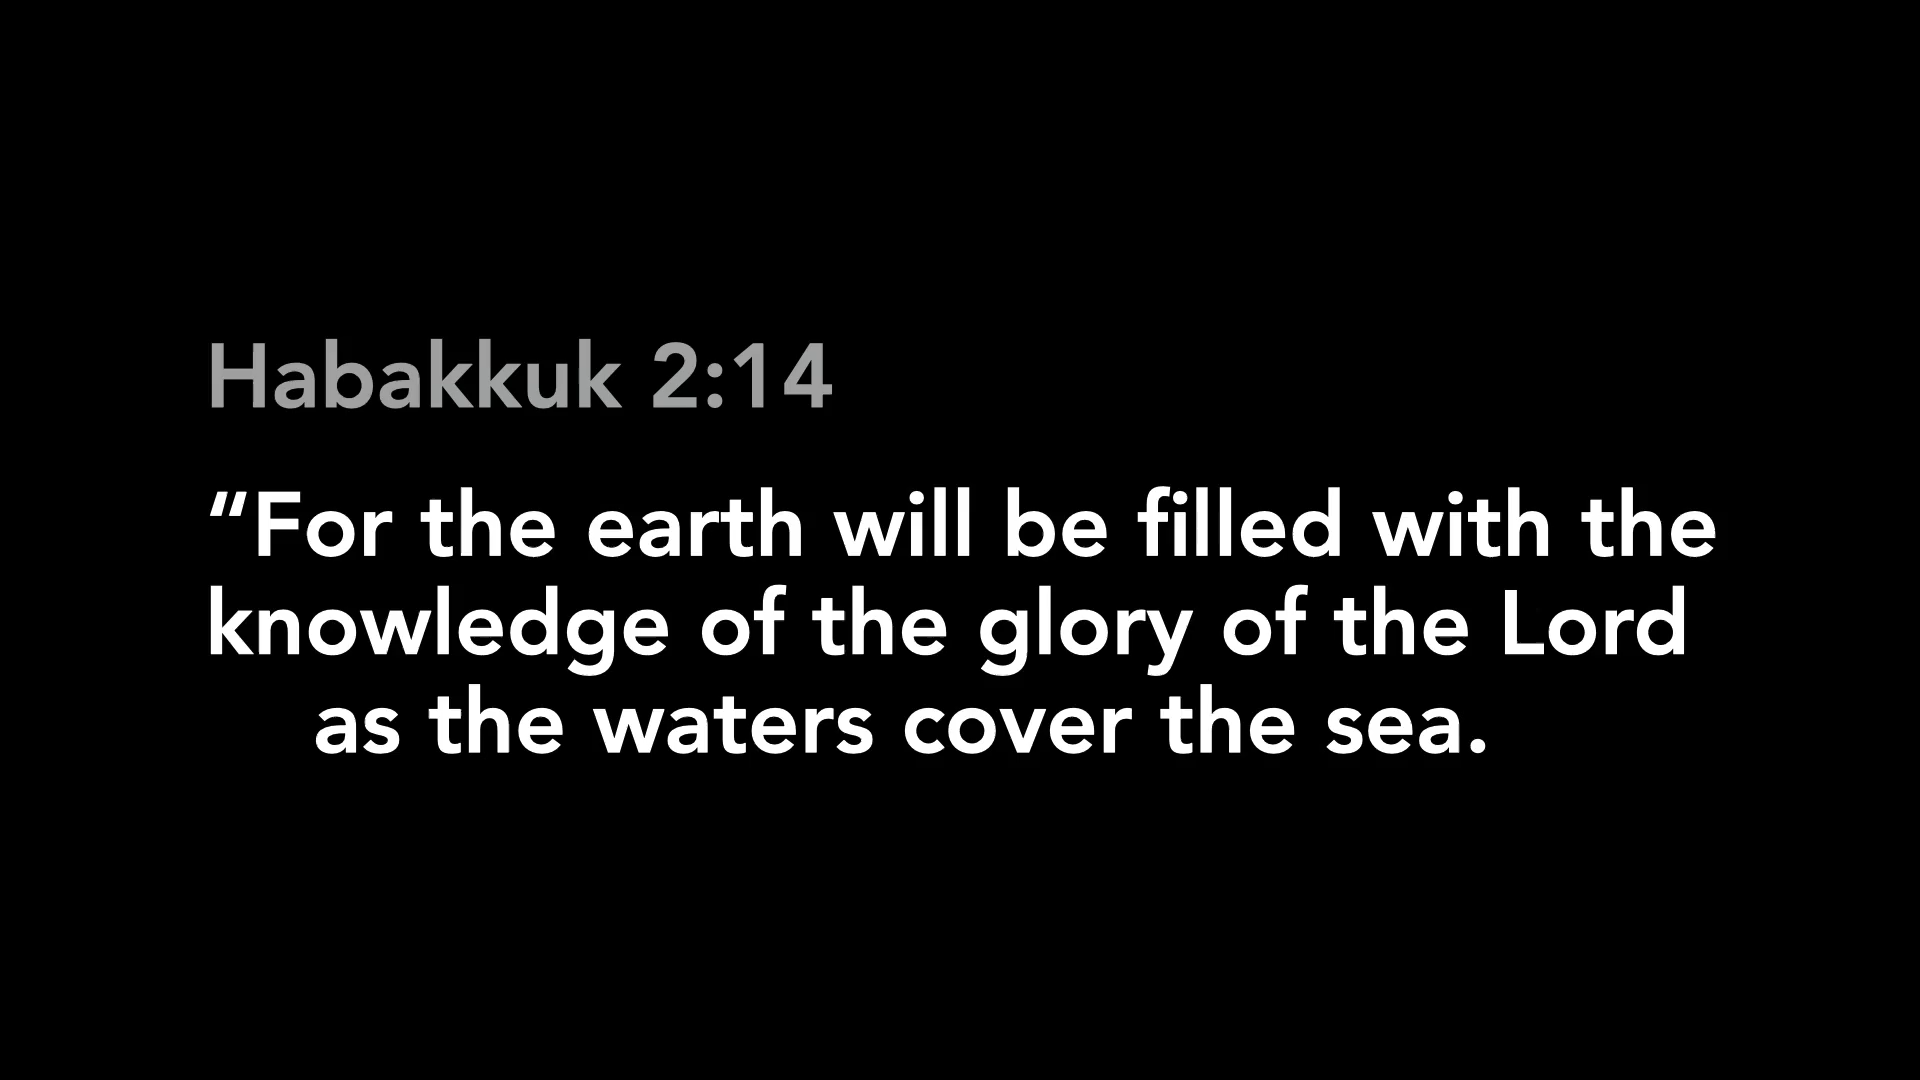 Habakkuk 2:14
“For the earth will be filled with the
knowledge of the glory of the Lord
as the waters cover the sea.